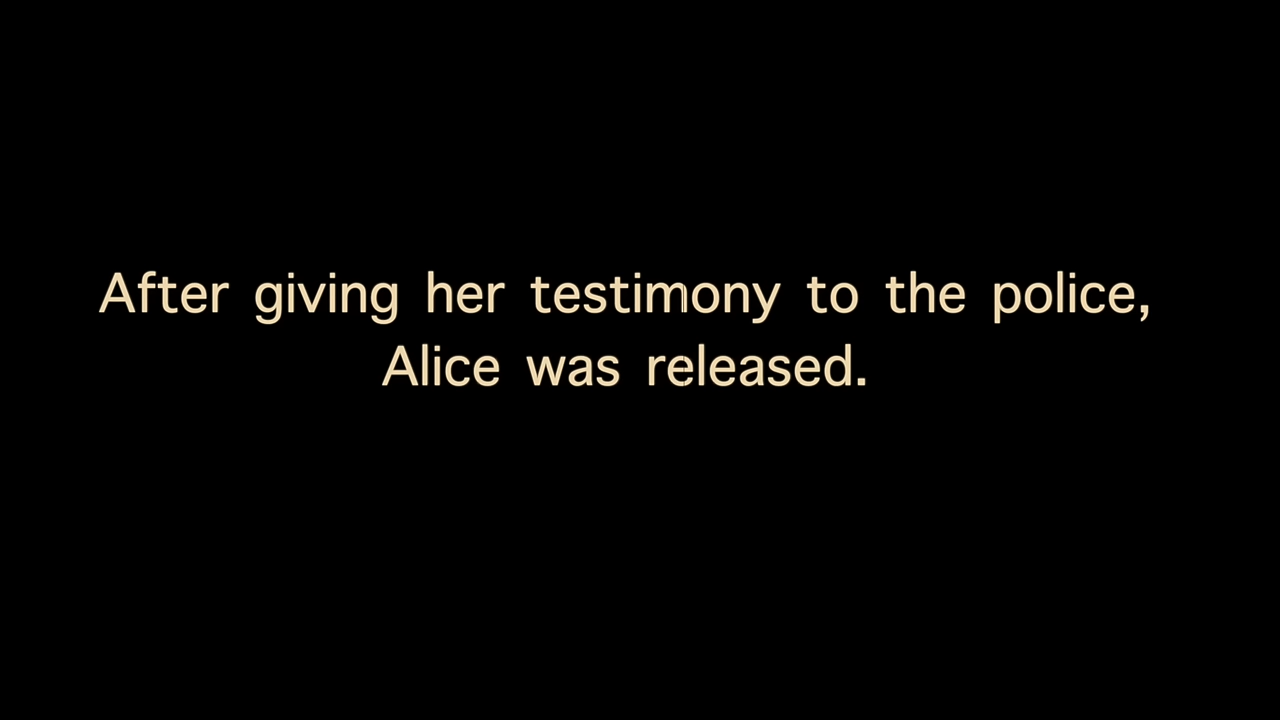 After giving her testimony to the police,
Alice was released.